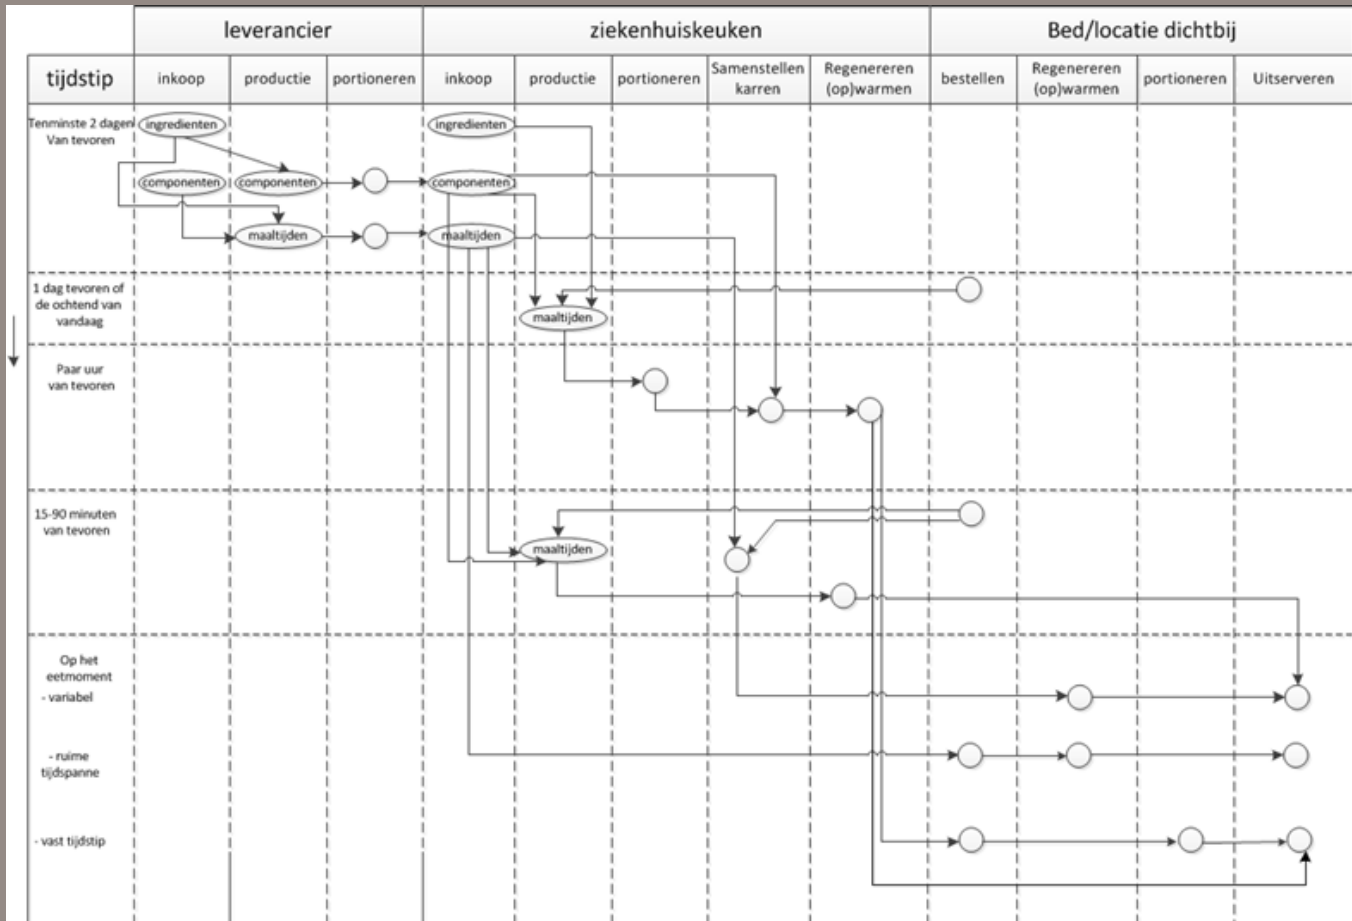 leverancier
ziekenhuiskeuken
Bed/locatie dichtbij
tijdstip
inkoop
productie
portioneren
inkoop
productie
portioneren
Samenstellen
karren
Regenereren
(op)warmen
bestellen
Regenereren
(op)warmen
portioneren
Uitserveren
Tenminste 2 dagen
Van tevoren
ingredienten
ingredienten
componenten
componenten
componenten
maaltijden
maaltijden
1 dag tevoren of
de ochtend van
vandaag
maaltijden
Paar uur
van tevoren
15-90 minuten
van tevoren
maaltijden
Op het
eetmoment
- variabel
- ruime
tijdspanne
- vast tijdstip